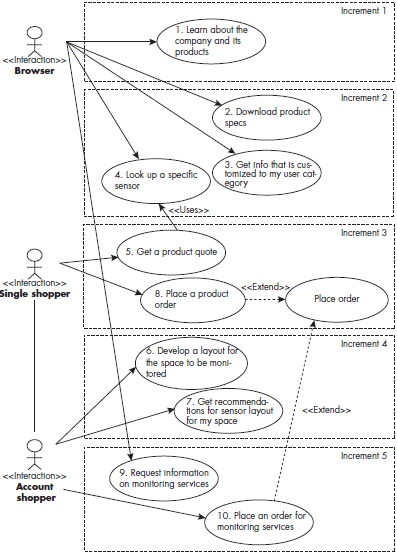 Increment 1
1. Learn about the
company and its
products
<<Interaction>>
Browser
Increment 2
2. Download product
specs
3. Get info that is cus-
tomized to my user cat-
egory
4. Look up a specific
sensor
<<Uses>>
Increment 3
5. Get a product quote
<<Interaction>>
Single shopper
8. Place a product
order
<<Extend>>
Place order
Increment 4
6. Develop a layout for
the space to be moni-
tored
7. Get recommenda-
tions for sensor layout
for my space
<<Extend>>
Increment 5
<<Interaction>>
Account
shopper
9. Request information
on monitoring services
10. Place an order for
monitoring services